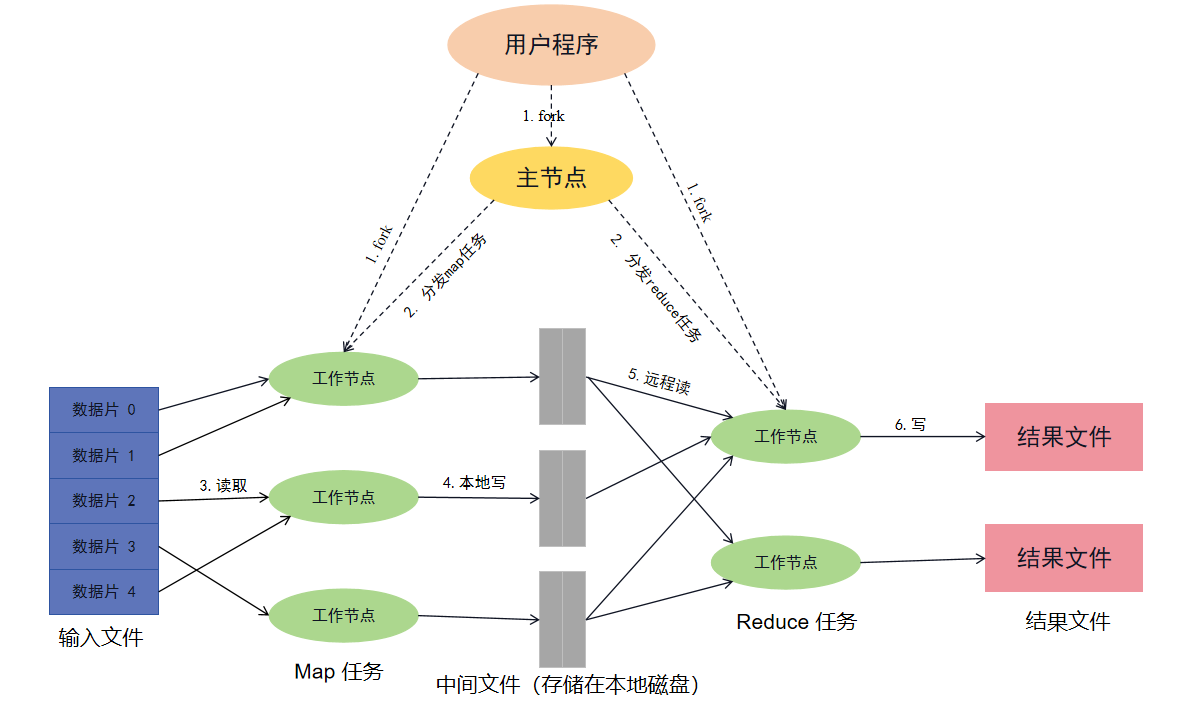 用户程序
1. fork
主节点
1. fork
1. fork
2. 分发map任务
2. 分发reduce任务
数据片 0
数据片 1
数据片 2
数据片 3
数据片 4
输入文件
3. 读取
工作节点
工作节点
工作节点
Map 任务
4. 本地写
中间文件（存储在本地磁盘）
5. 远程读
工作节点
工作节点
Reduce 任务
6. 写
结果文件
结果文件
结果文件